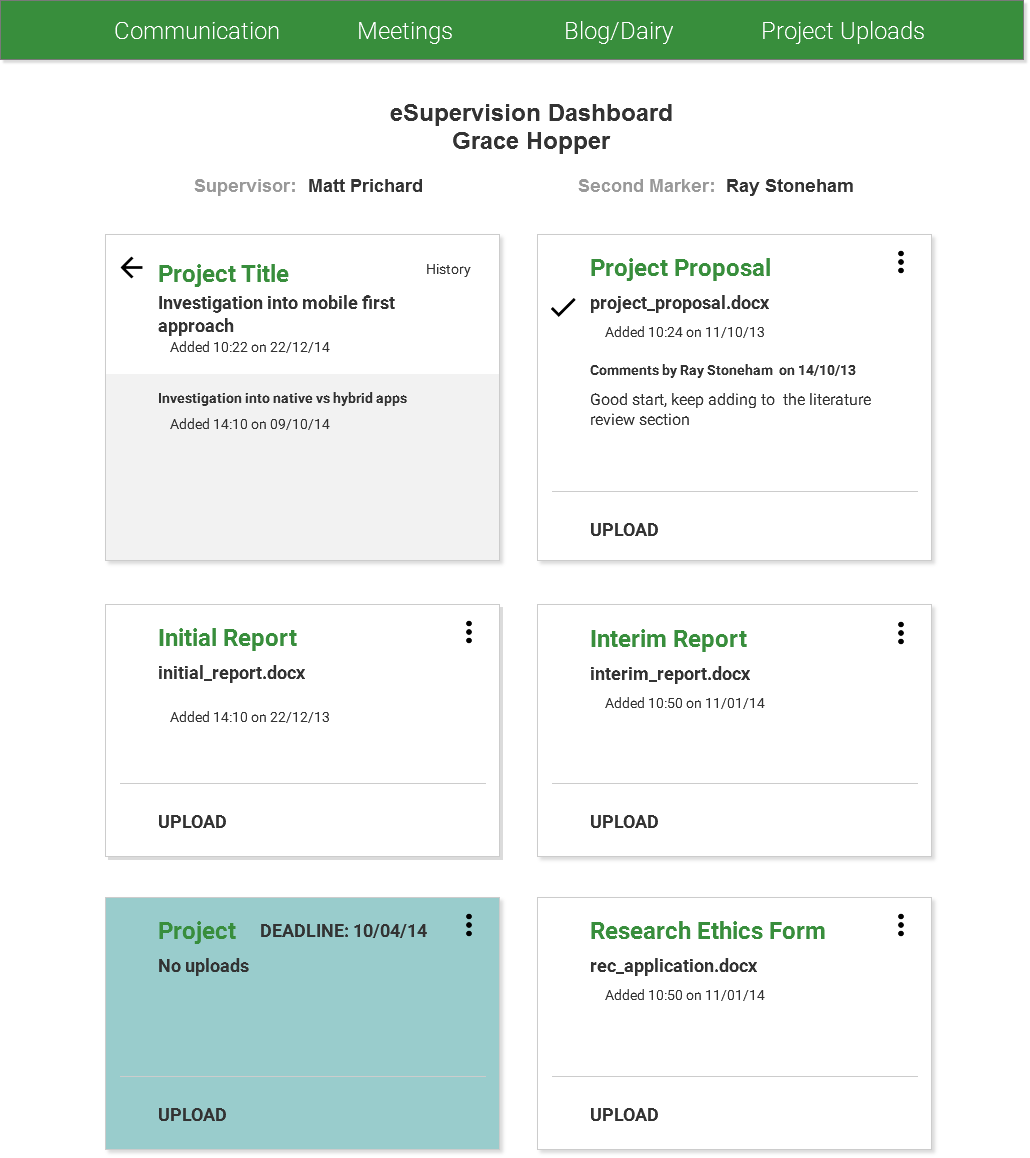 Communication Meetings Blog/Dairy Project Uploads
eSupervision Dashboard
Grace Hopper
Supervisor: Matt Prichard Second Marker: Ray Stoneham
Project Title History
Investigation into mobile first
approach
Added 10:22 on 22/12/14
Investigation into native vs hybrid apps
Added 14:10 on 09/10/14
Project Proposal
project_proposal.docx
Added 10:24 on 11/10/13
Comments by Ray Stoneham on 14/10/13
Good start, keep adding to the literature
review section
UPLOAD
Initial Report
initial_report.docx
Added 14:10 on 22/12/13
UPLOAD
Interim Report
interim_report.docx
Added 10:50 on 11/01/14
UPLOAD
Project DEADLINE: 10/04/14
No uploads
UPLOAD
Research Ethics Form
rec_application.docx
Added 10:50 on 11/01/14
UPLOAD